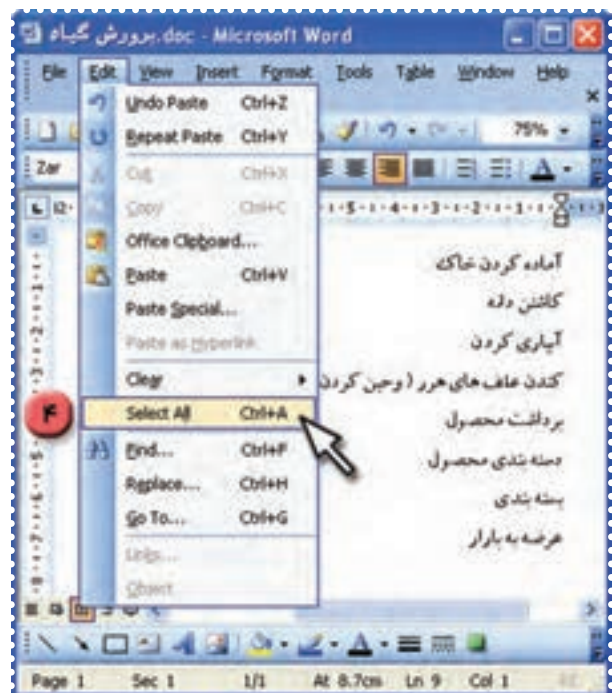 پرورش گیاه.doc - Microsoft Word
File Edit View Insert Format Tools Table Window Help
75%
Zar
Undo Paste Ctrl+Z
Repeat Paste Ctrl+Y
Cut Ctrl+X
Copy Ctrl+C
Office Clipboard...
Paste Ctrl+V
Paste Special...
Paste as Hyperlink
Clear
Select All Ctrl+A
Find... Ctrl+F
Replace... Ctrl+H
Go To... Ctrl+G
Links...
Object
۴
آماده کردن خاک
کاشتن دانه
آبیاری کردن
کندن علف های هرز ( وجین کردن
برداشت محصول
دسته بندی محصول
بسته بندی
عرضه به بازار
Page 1 Sec 1 1/1 At 8.7cm Ln 9 Col 1